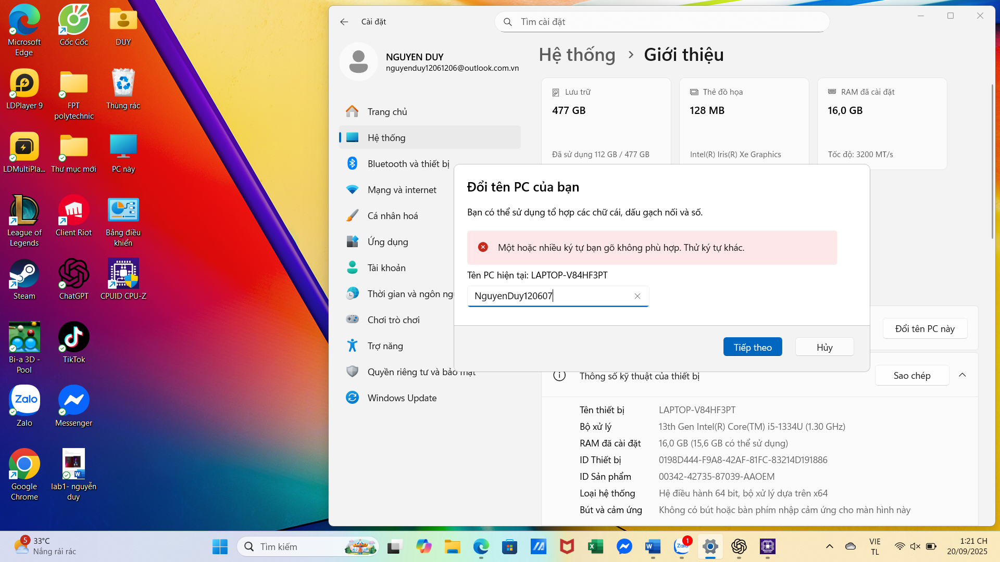 Microsoft
Edge
Cốc Cốc
DUY
LDPlayer 9
FPT
polytechnic
Thùng rác
LDMultiPla...
Thư mục mới
PC này
League of
Legends
Client Riot
Bảng điều
khiển
Steam
ChatGPT
CPUID CPU-Z
Bi-a 3D -
Pool
TikTok
Zalo
Zalo
Messenger
Google
Chrome
lab1- nguyễn
duy
Cài đặt
Tìm cài đặt
NGUYEN DUY
nguyenduy12061206@outlook.com.vn
Trang chủ
Hệ thống
Bluetooth và thiết bị
Mạng và internet
Cá nhân hoá
Ứng dụng
Tài khoản
Thời gian và ngôn ng
Chơi trò chơi
Trợ năng
Quyền riêng tư và bảo mật
Windows Update
Hệ thống > Giới thiệu
Lưu trữ
477 GB
Đã sử dụng 112 GB / 477 GB
Thẻ đồ họa
128 MB
Intel(R) Iris(R) Xe Graphics
RAM đã cài đặt
16,0 GB
Tốc độ: 3200 MT/s
Đổi tên PC của bạn
Bạn có thể sử dụng tổ hợp các chữ cái, dấu gạch nối và số.
Một hoặc nhiều ký tự bạn gõ không phù hợp. Thử ký tự khác.
Tên PC hiện tại: LAPTOP-V84HF3PT
NguyenDuy120607
Tiếp theo
Hủy
Đổi tên PC này
Thông số kỹ thuật của thiết bị
Sao chép
Tên thiết bị LAPTOP-V84HF3PT
Bộ xử lý 13th Gen Intel(R) Core(TM) i5-1334U (1.30 GHz)
RAM đã cài đặt 16,0 GB (15,6 GB có thể sử dụng)
ID Thiết bị 0198D444-F9A8-42AF-81FC-83214D191886
ID Sản phẩm 00342-42735-87039-AAOEM
Loại hệ thống Hệ điều hành 64 bit, bộ xử lý dựa trên x64
Bút và cảm ứng Không có bút hoặc bàn phím nhập cảm ứng cho màn hình này
5
33°C
Nắng rải rác
Tìm kiếm
Zalo
1
VIE
TL
1:21 CH
20/09/2025